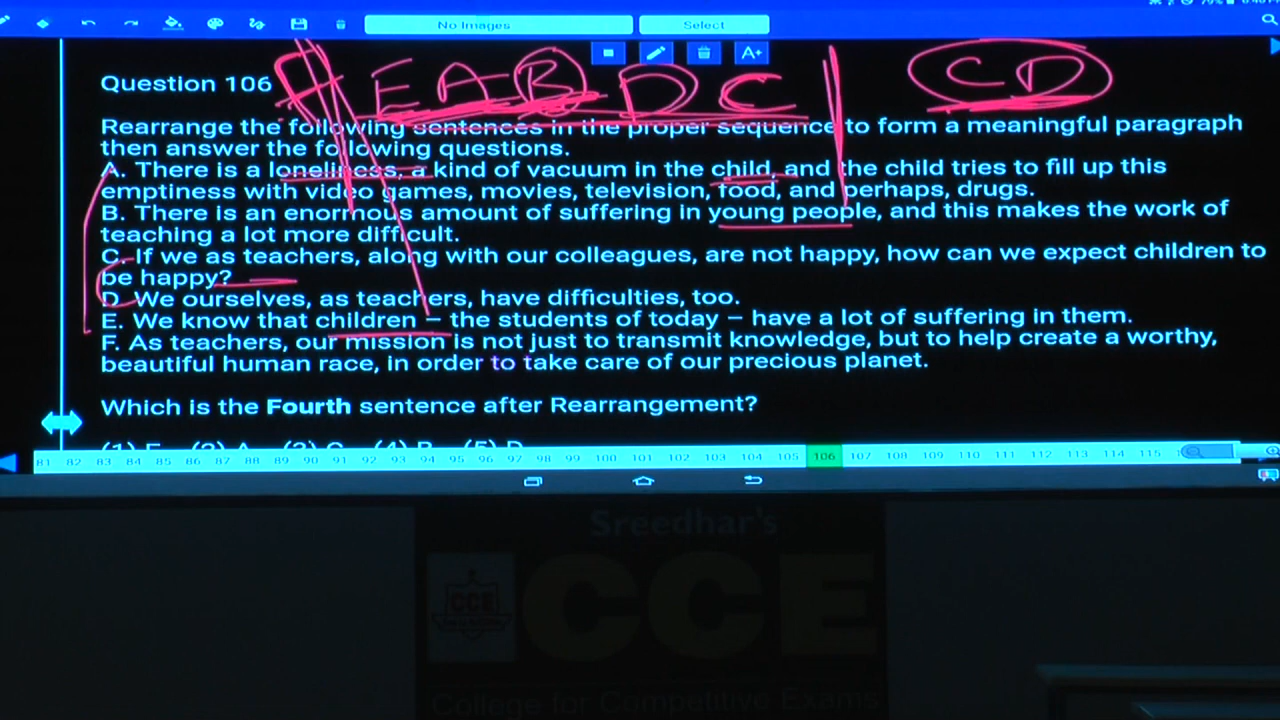 No Images Select
A+
E A B D C C D
Question 106
Rearrange the following sentences in the proper sequence to form a meaningful paragraph
then answer the following questions.
A. There is a loneliness, a kind of vacuum in the child, and the child tries to fill up this
emptiness with video games, movies, television, food, and perhaps, drugs.
B. There is an enormous amount of suffering in young people, and this makes the work of
teaching a lot more difficult.
C. If we as teachers, along with our colleagues, are not happy, how can we expect children to
be happy?
D. We ourselves, as teachers, have difficulties, too.
E. We know that children – the students of today – have a lot of suffering in them.
F. As teachers, our mission is not just to transmit knowledge, but to help create a worthy,
beautiful human race, in order to take care of our precious planet.
Which is the Fourth sentence after Rearrangement?
81 82 83 84 85 86 87 88 89 90 91 92 93 94 95 96 97 98 99 100 101 102 103 104 105 106 107 108 109 110 111 112 113 114 115
Sreedhar's
CCE
CCE
College for Competitive Exams